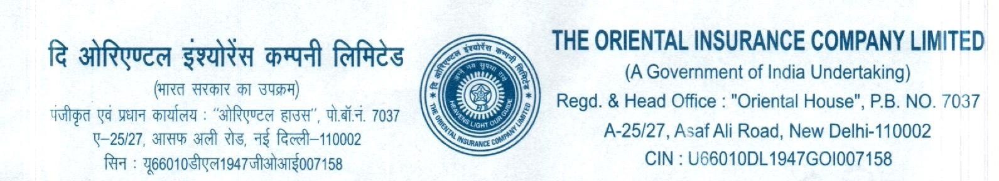 दि ओरिएण्टल इंश्योरेंस कम्पनी लिमिटेड
(भारत सरकार का उपक्रम)
पंजीकृत एवं प्रधान कार्यालय : “ओरिएण्टल हाउस”, पो.बॉ.नं. 7037
ए–25/27, आसफ अली रोड, नई दिल्ली–110002
सिन : यू66010डीएल1947जीओआई007158
★ दि ओरिएण्टल इंश्योरेंस कम्पनी लिमिटेड ★
THE ORIENTAL INSURANCE COMPANY LIMITED
अग्ने नय सुपथा राये
HEAVENS LIGHT OUR GUIDE
THE ORIENTAL INSURANCE COMPANY LIMITED
(A Government of India Undertaking)
Regd. & Head Office : "Oriental House", P.B. NO. 7037
A-25/27, Asaf Ali Road, New Delhi-110002
CIN : U66010DL1947GOI007158